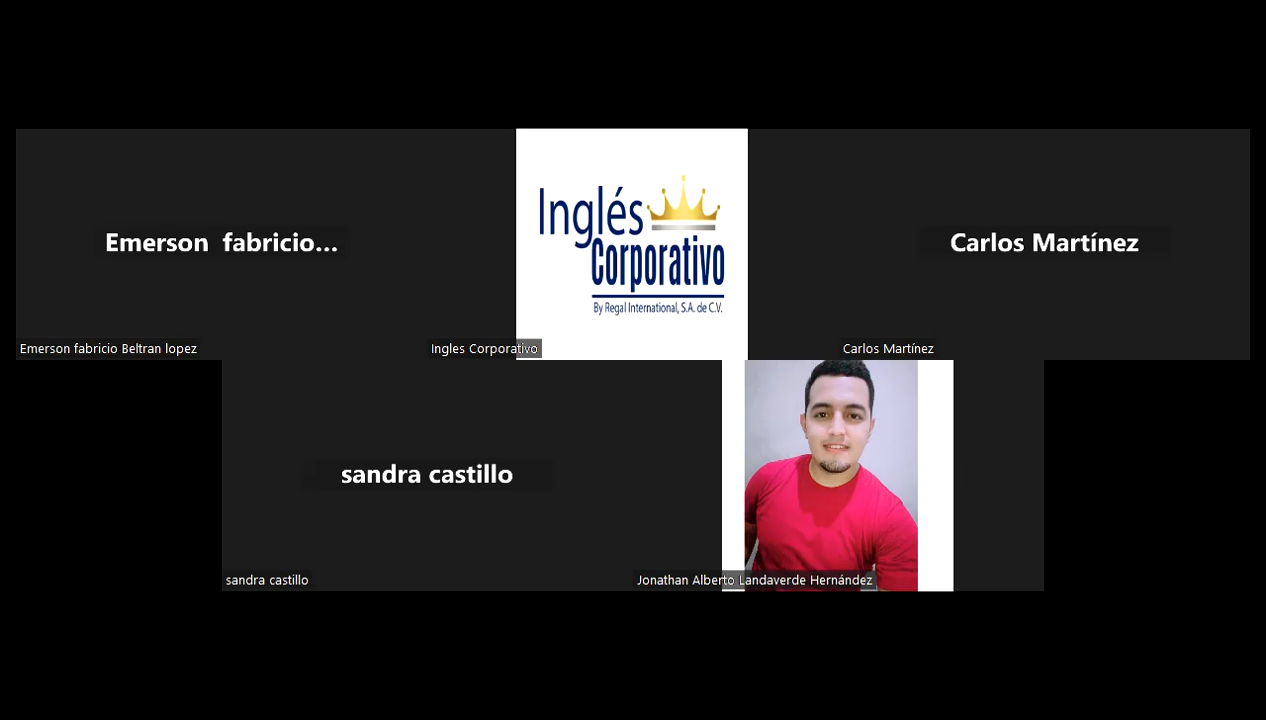 Emerson fabricio...
Inglés
Corporativo
By Regal International, S.A. de C.V.
Carlos Martínez
Emerson fabricio Beltran lopez
Ingles Corporativo
Carlos Martínez
sandra castillo
sandra castillo
Jonathan Alberto Landaverde Hernández